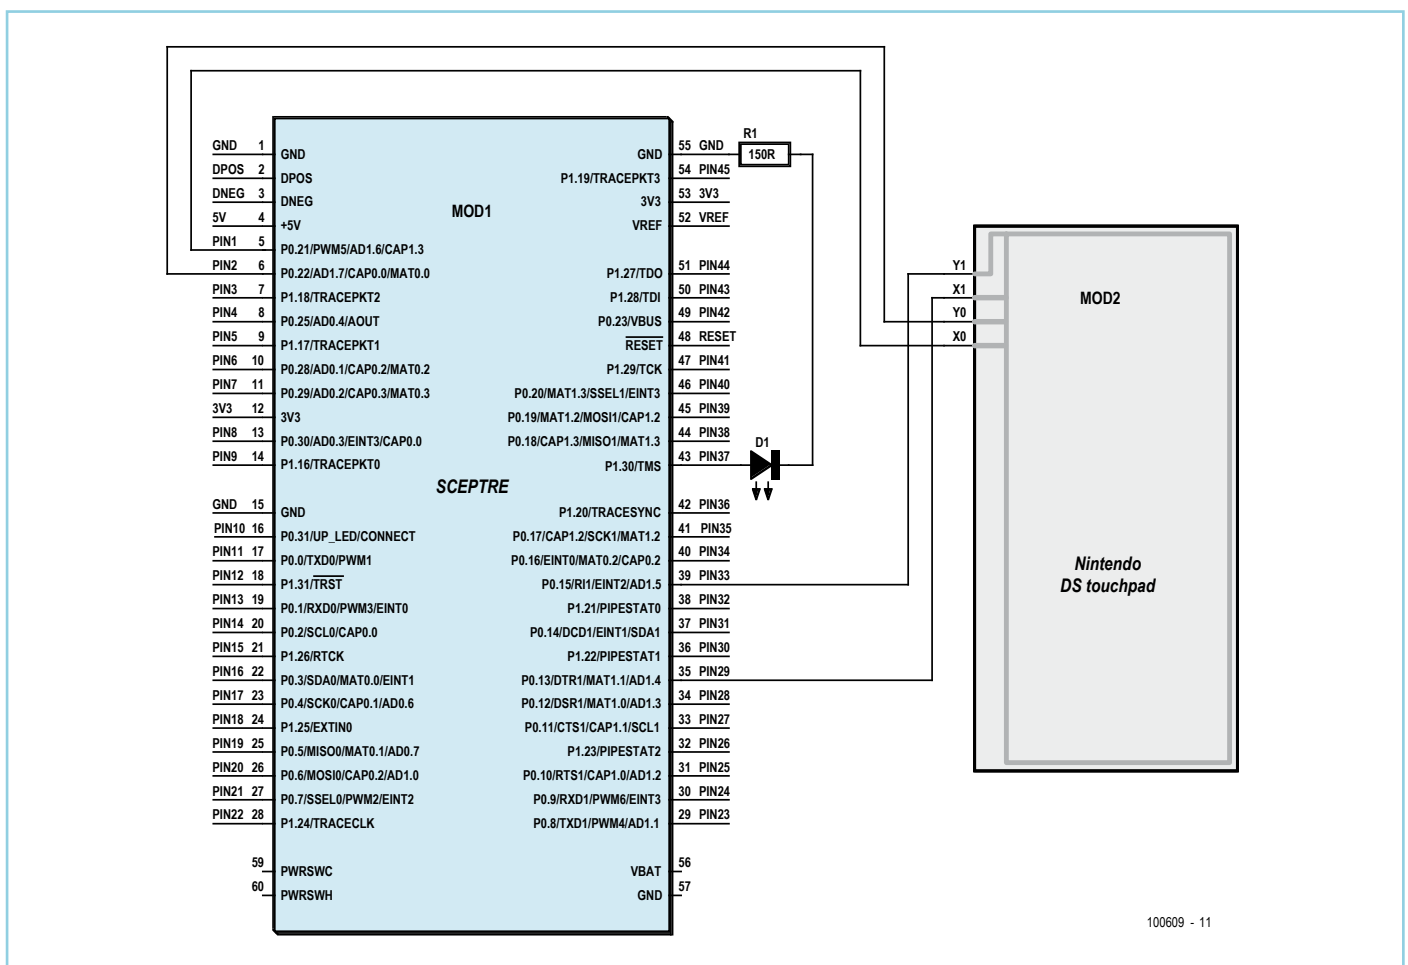 R1
GND 1 GND
GND 55 GND
150R
DPOS 2 DPOS
P1.19/TRACEPKT3 54 PIN45
DNEG 3 DNEG
3V3 53 3V3
MOD1
5V 4 +5V
VREF 52 VREF
PIN1 5 P0.21/PWM5/AD1.6/CAP1.3
PIN2 6 P0.22/AD1.7/CAP0.0/MAT0.0
P1.27/TDO 51 PIN44
Y1
PIN3 7 P1.18/TRACEPKT2
P1.28/TDI 50 PIN43
X1
MOD2
PIN4 8 P0.25/AD0.4/AOUT
P0.23/VBUS 49 PIN42
Y0
PIN5 9 P1.17/TRACEPKT1
RESET 48 RESET
X0
PIN6 10 P0.28/AD0.1/CAP0.2/MAT0.2
P1.29/TCK 47 PIN41
PIN7 11 P0.29/AD0.2/CAP0.3/MAT0.3
P0.20/MAT1.3/SSEL1/EINT3 46 PIN40
3V3 12 3V3
P0.19/MAT1.2/MOSI1/CAP1.2 45 PIN39
PIN8 13 P0.30/AD0.3/EINT3/CAP0.0
P0.18/CAP1.3/MISO1/MAT1.3 44 PIN38
D1
PIN9 14 P1.16/TRACEPKT0
P1.30/TMS 43 PIN37
SCEPTRE
GND 15 GND
P1.20/TRACESYNC 42 PIN36
PIN10 16 P0.31/UP_LED/CONNECT
P0.17/CAP1.2/SCK1/MAT1.2 41 PIN35
PIN11 17 P0.0/TXD0/PWM1
P0.16/EINT0/MAT0.2/CAP0.2 40 PIN34
Nintendo
DS touchpad
PIN12 18 P1.31/TRST
P0.15/RI1/EINT2/AD1.5 39 PIN33
PIN13 19 P0.1/RXD0/PWM3/EINT0
P1.21/PIPESTAT0 38 PIN32
PIN14 20 P0.2/SCL0/CAP0.0
P0.14/DCD1/EINT1/SDA1 37 PIN31
PIN15 21 P1.26/RTCK
P1.22/PIPESTAT1 36 PIN30
PIN16 22 P0.3/SDA0/MAT0.0/EINT1
P0.13/DTR1/MAT1.1/AD1.4 35 PIN29
PIN17 23 P0.4/SCK0/CAP0.1/AD0.6
P0.12/DSR1/MAT1.0/AD1.3 34 PIN28
PIN18 24 P1.25/EXTIN0
P0.11/CTS1/CAP1.1/SCL1 33 PIN27
PIN19 25 P0.5/MISO0/MAT0.1/AD0.7
P1.23/PIPESTAT2 32 PIN26
PIN20 26 P0.6/MOSI0/CAP0.2/AD1.0
P0.10/RTS1/CAP1.0/AD1.2 31 PIN25
PIN21 27 P0.7/SSEL0/PWM2/EINT2
P0.9/RXD1/PWM6/EINT3 30 PIN24
PIN22 28 P1.24/TRACECLK
P0.8/TXD1/PWM4/AD1.1 29 PIN23
59 PWRSWC
VBAT 56
60 PWRSWH
GND 57
100609 - 11